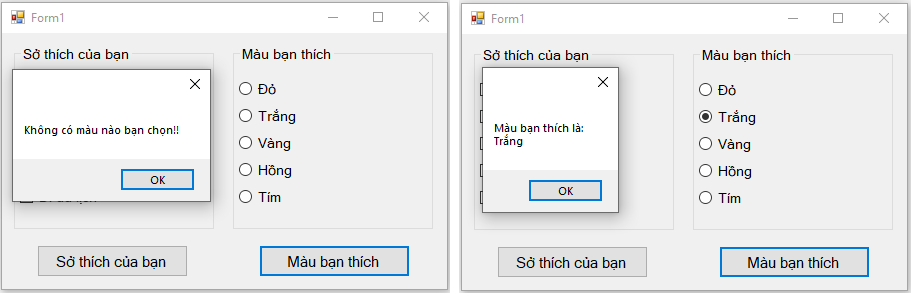 Form1
Sở thích của bạn
Màu bạn thích
Không có màu nào bạn chọn!!
OK
Đỏ
Trắng
Vàng
Hồng
Tím
Sở thích của bạn
Màu bạn thích
Form1
Sở thích của bạn
Màu bạn thích
Màu bạn thích là:
Trắng
OK
Đỏ
Trắng
Vàng
Hồng
Tím
Sở thích của bạn
Màu bạn thích